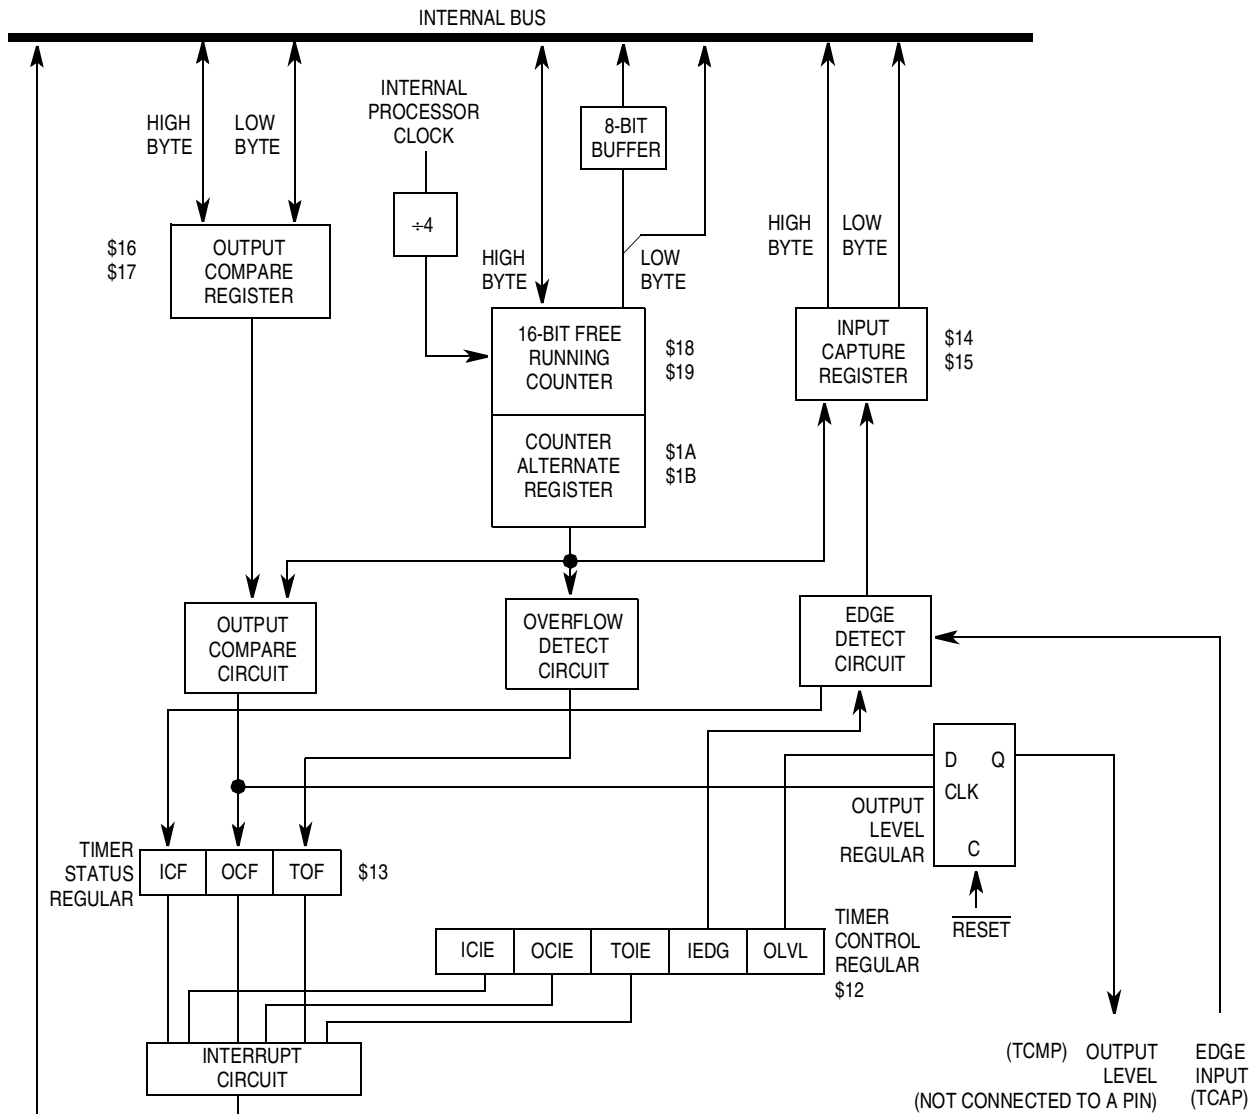 INTERNAL BUS
HIGH
BYTE
LOW
BYTE
INTERNAL
PROCESSOR
CLOCK
÷4
8-BIT
BUFFER
HIGH
BYTE
LOW
BYTE
HIGH
BYTE
LOW
BYTE
$16
$17
OUTPUT
COMPARE
REGISTER
16-BIT FREE
RUNNING
COUNTER
$18
$19
COUNTER
ALTERNATE
REGISTER
$1A
$1B
INPUT
CAPTURE
REGISTER
$14
$15
OUTPUT
COMPARE
CIRCUIT
OVERFLOW
DETECT
CIRCUIT
EDGE
DETECT
CIRCUIT
D Q
CLK
C
OUTPUT
LEVEL
REGULAR
RESET
TIMER
STATUS
REGULAR
ICF OCF TOF
$13
ICIE OCIE TOIE IEDG OLVL
TIMER
CONTROL
REGULAR
$12
INTERRUPT
CIRCUIT
(TCMP) OUTPUT
LEVEL
(NOT CONNECTED TO A PIN)
EDGE
INPUT
(TCAP)